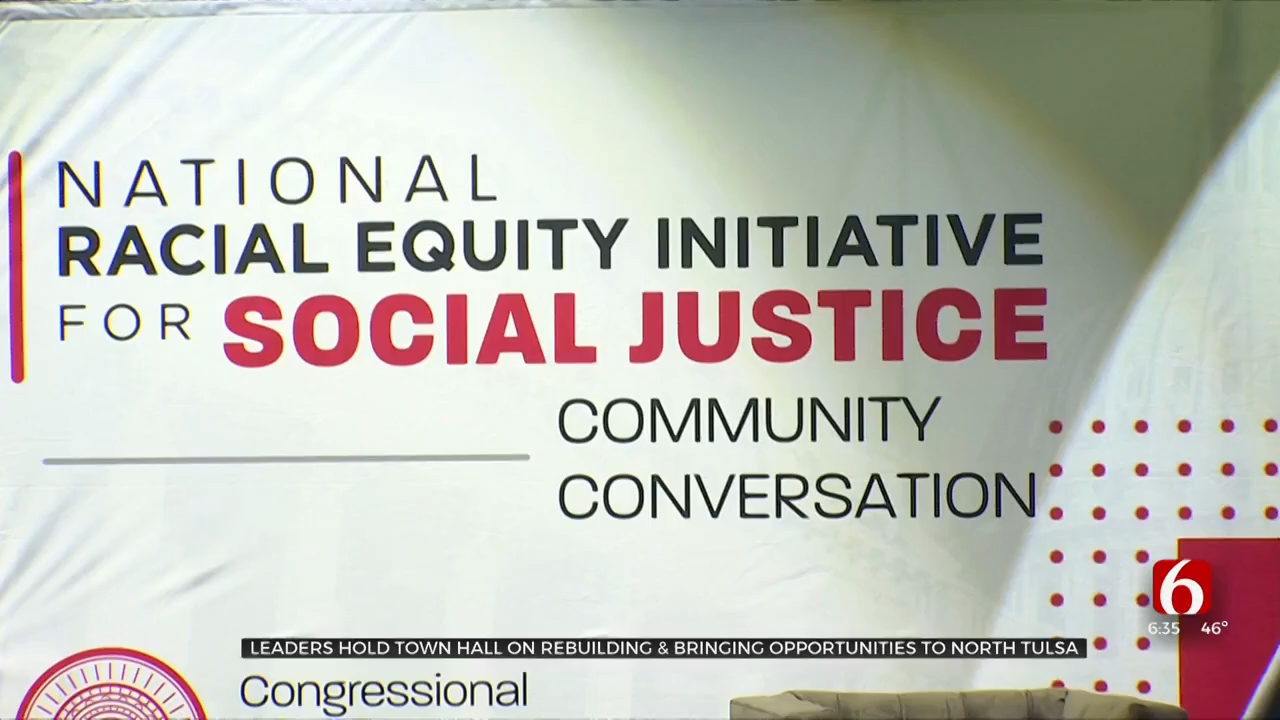 NATIONAL
RACIAL EQUITY INITIATIVE
FOR SOCIAL JUSTICE
COMMUNITY
CONVERSATION
6
6:35 46°
LEADERS HOLD TOWN HALL ON REBUILDING & BRINGING OPPORTUNITIES TO NORTH TULSA
Congressional